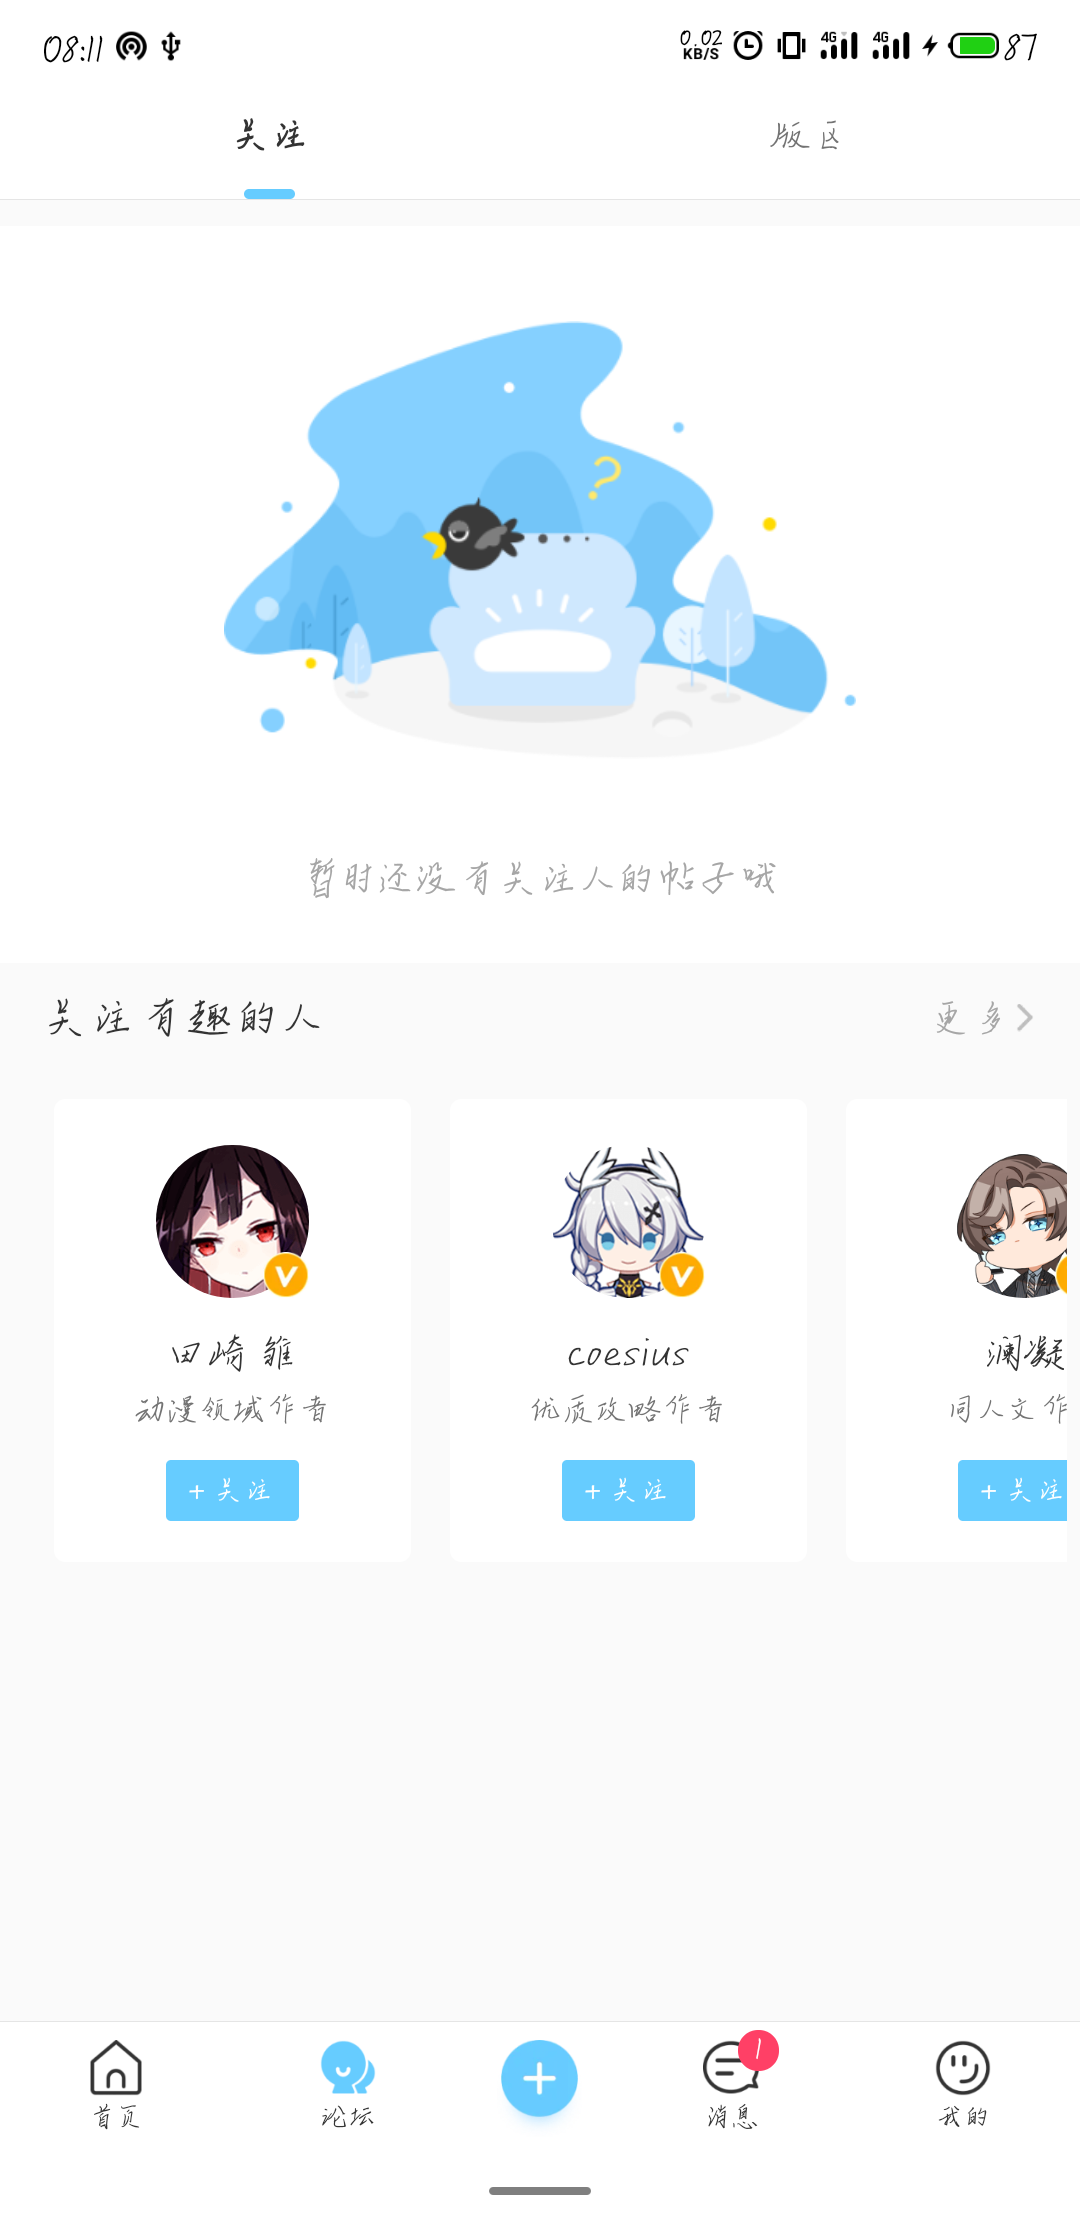 08:11
0.02
KB/S
4G
4G
87
关注
版区
暂时还没有关注人的帖子哦
关注有趣的人
更多
田崎雏
coesius
澜凝
动漫领域作者
优质攻略作者
同人文作
+ 关注
+ 关注
+ 关注
1
首页
论坛
消息
我的